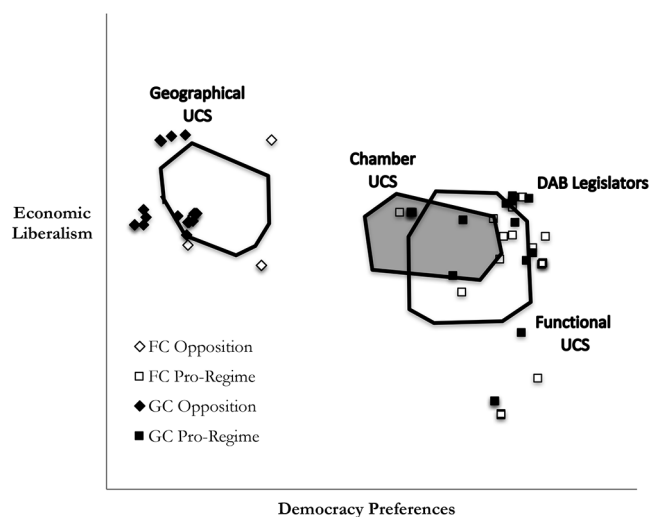 Geographical
UCS
Chamber
UCS
DAB Legislators
Economic
Liberalism
Functional
UCS
FC Opposition
FC Pro-Regime
GC Opposition
GC Pro-Regime
Democracy Preferences